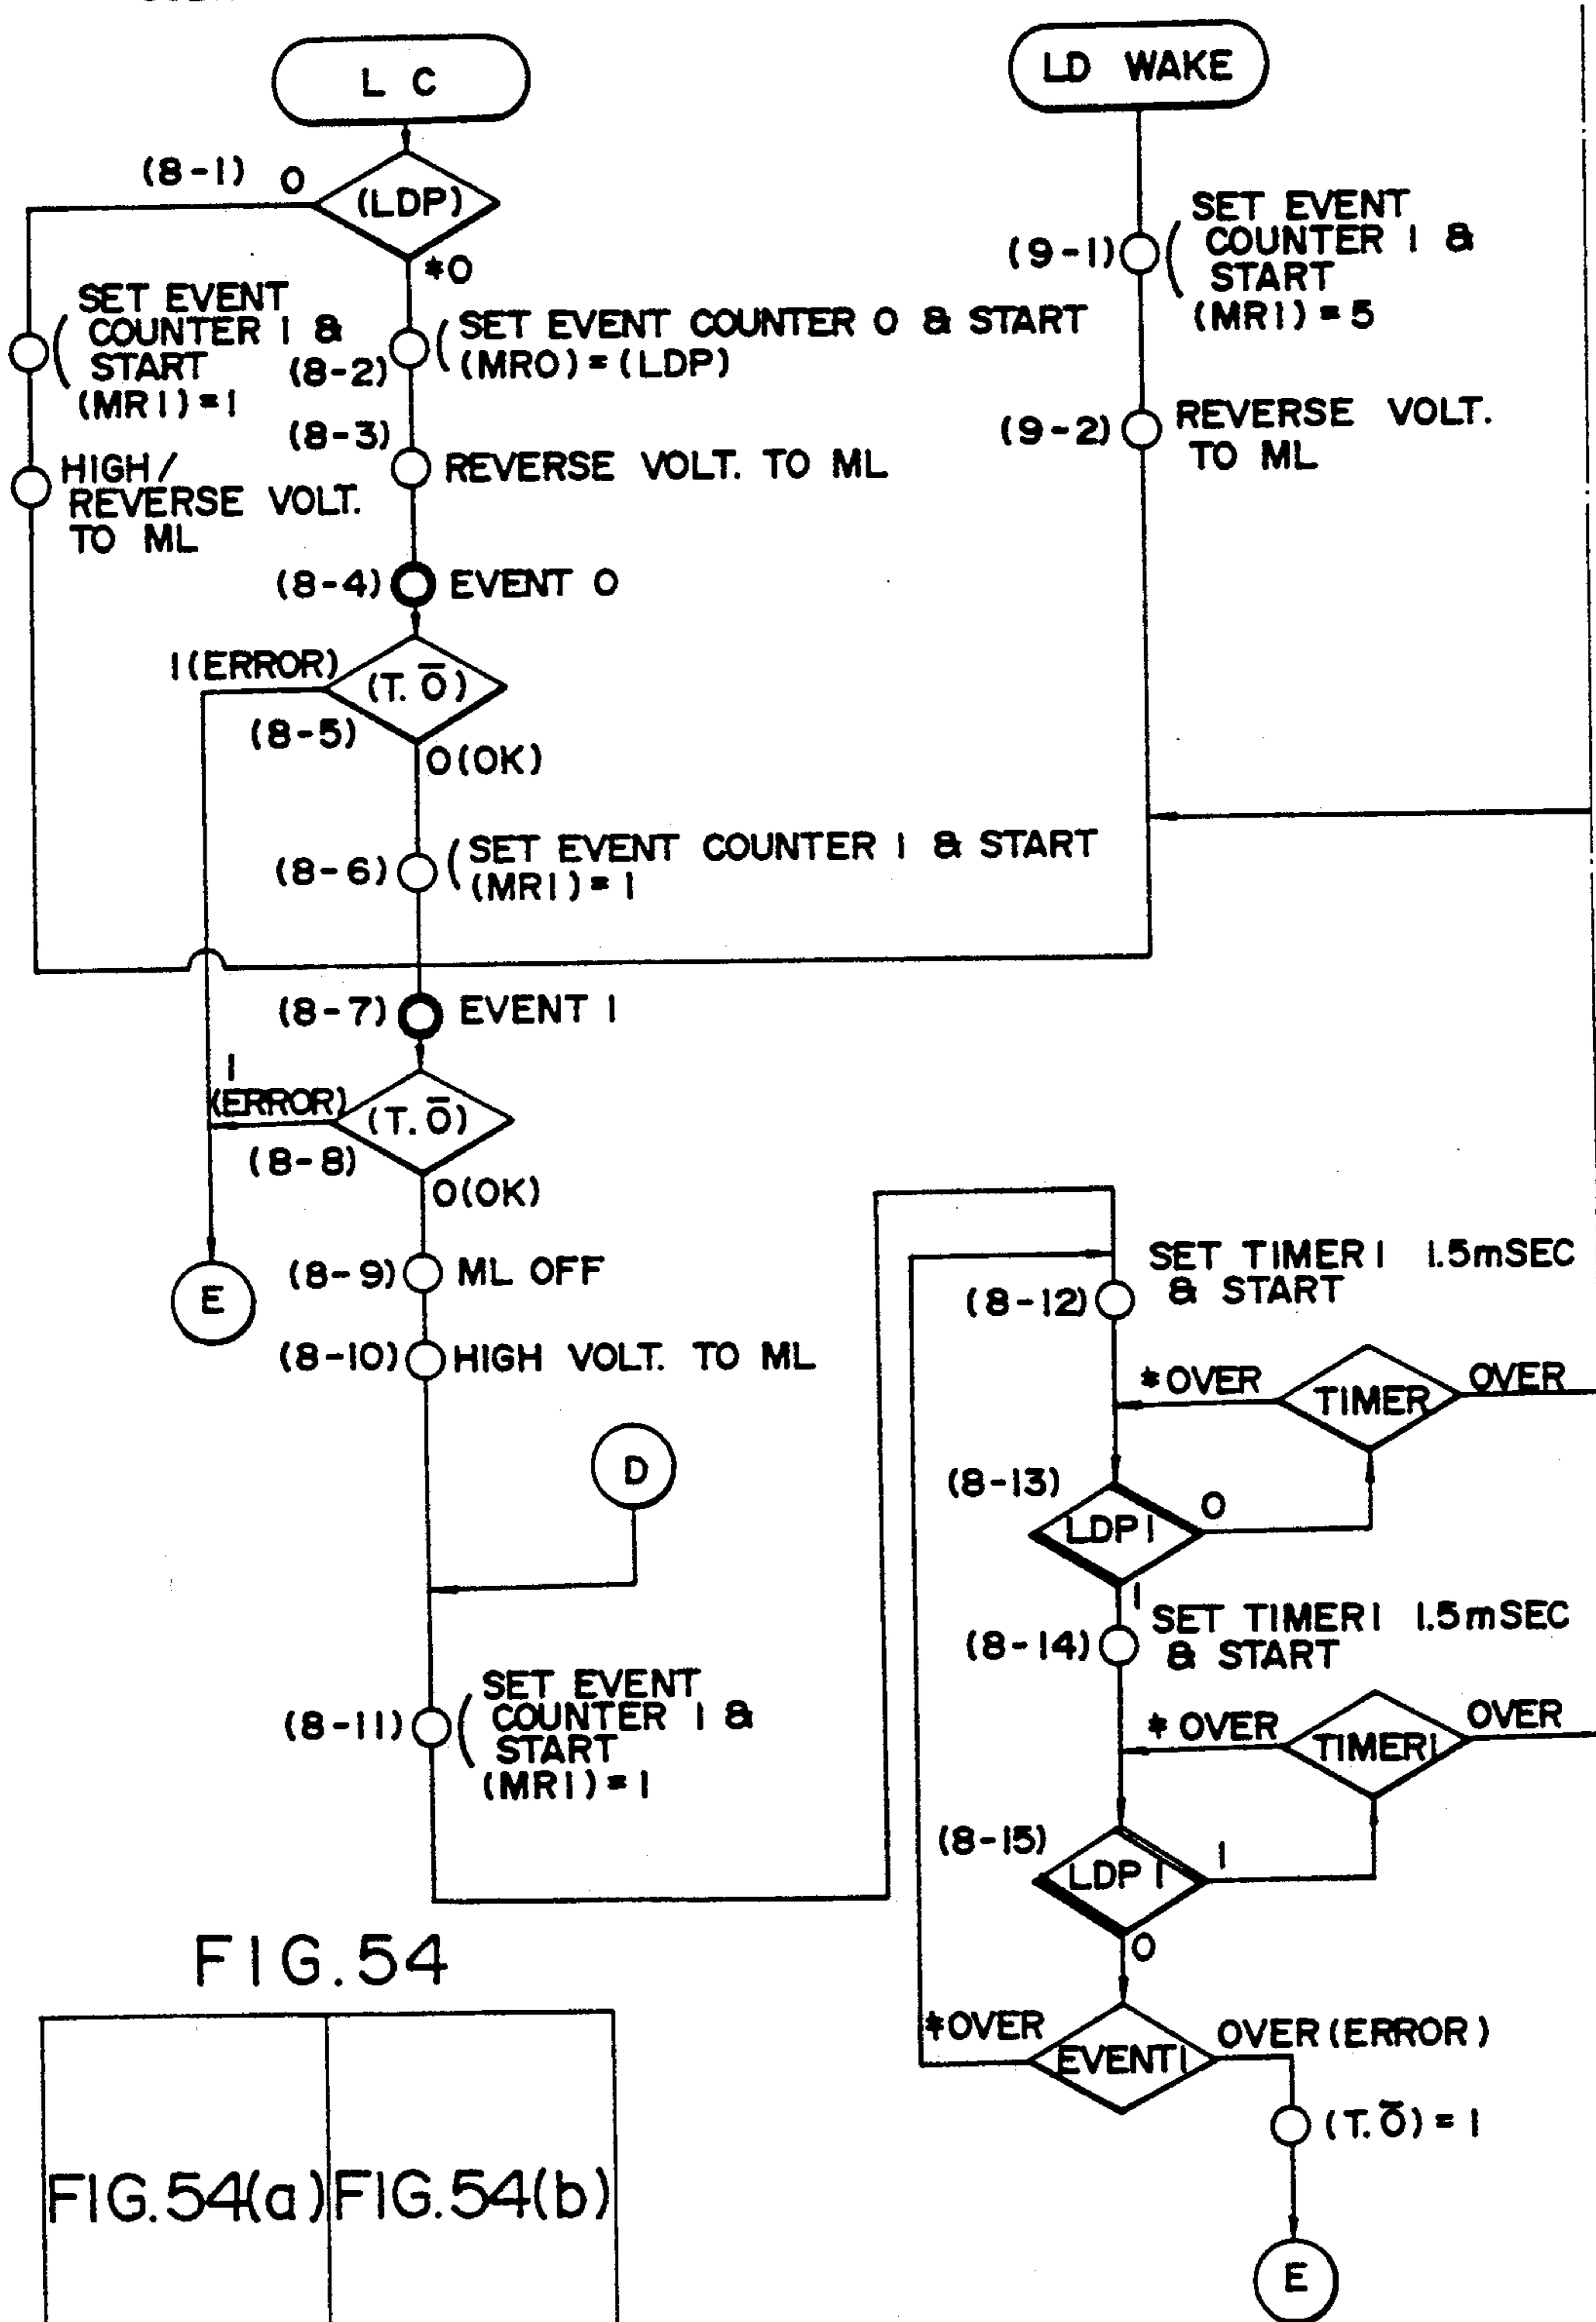 L C
LD WAKE
(8-1)
0
(LDP)
*0
SET EVENT
COUNTER 1 &
START
(MR1)=1
(8-2)
SET EVENT COUNTER 0 & START
(MR0)=(LDP)
(9-1)
SET EVENT
COUNTER 1 &
START
(MR1)=5
(8-3)
REVERSE VOLT. TO ML
HIGH/
REVERSE VOLT.
TO ML
(9-2)
REVERSE VOLT.
TO ML
(8-4)
EVENT 0
1(ERROR)
(T.Ō)
(8-5)
0(OK)
(8-6)
SET EVENT COUNTER 1 & START
(MR1)=1
(8-7)
EVENT 1
1
(ERROR)
(T.Ō)
(8-8)
0(OK)
E
(8-9)
ML OFF
(8-10)
HIGH VOLT. TO ML
D
(8-11)
SET EVENT
COUNTER 1 &
START
(MR1)=1
(8-12)
SET TIMER1 1.5mSEC
& START
*OVER
TIMER
OVER
(8-13)
LDP1
0
1
(8-14)
SET TIMER1 1.5mSEC
& START
*OVER
TIMER1
OVER
(8-15)
LDP1
1
0
*OVER
EVENT1
OVER(ERROR)
(T.Ō)=1
E
FIG.54
FIG.54(a)
FIG.54(b)